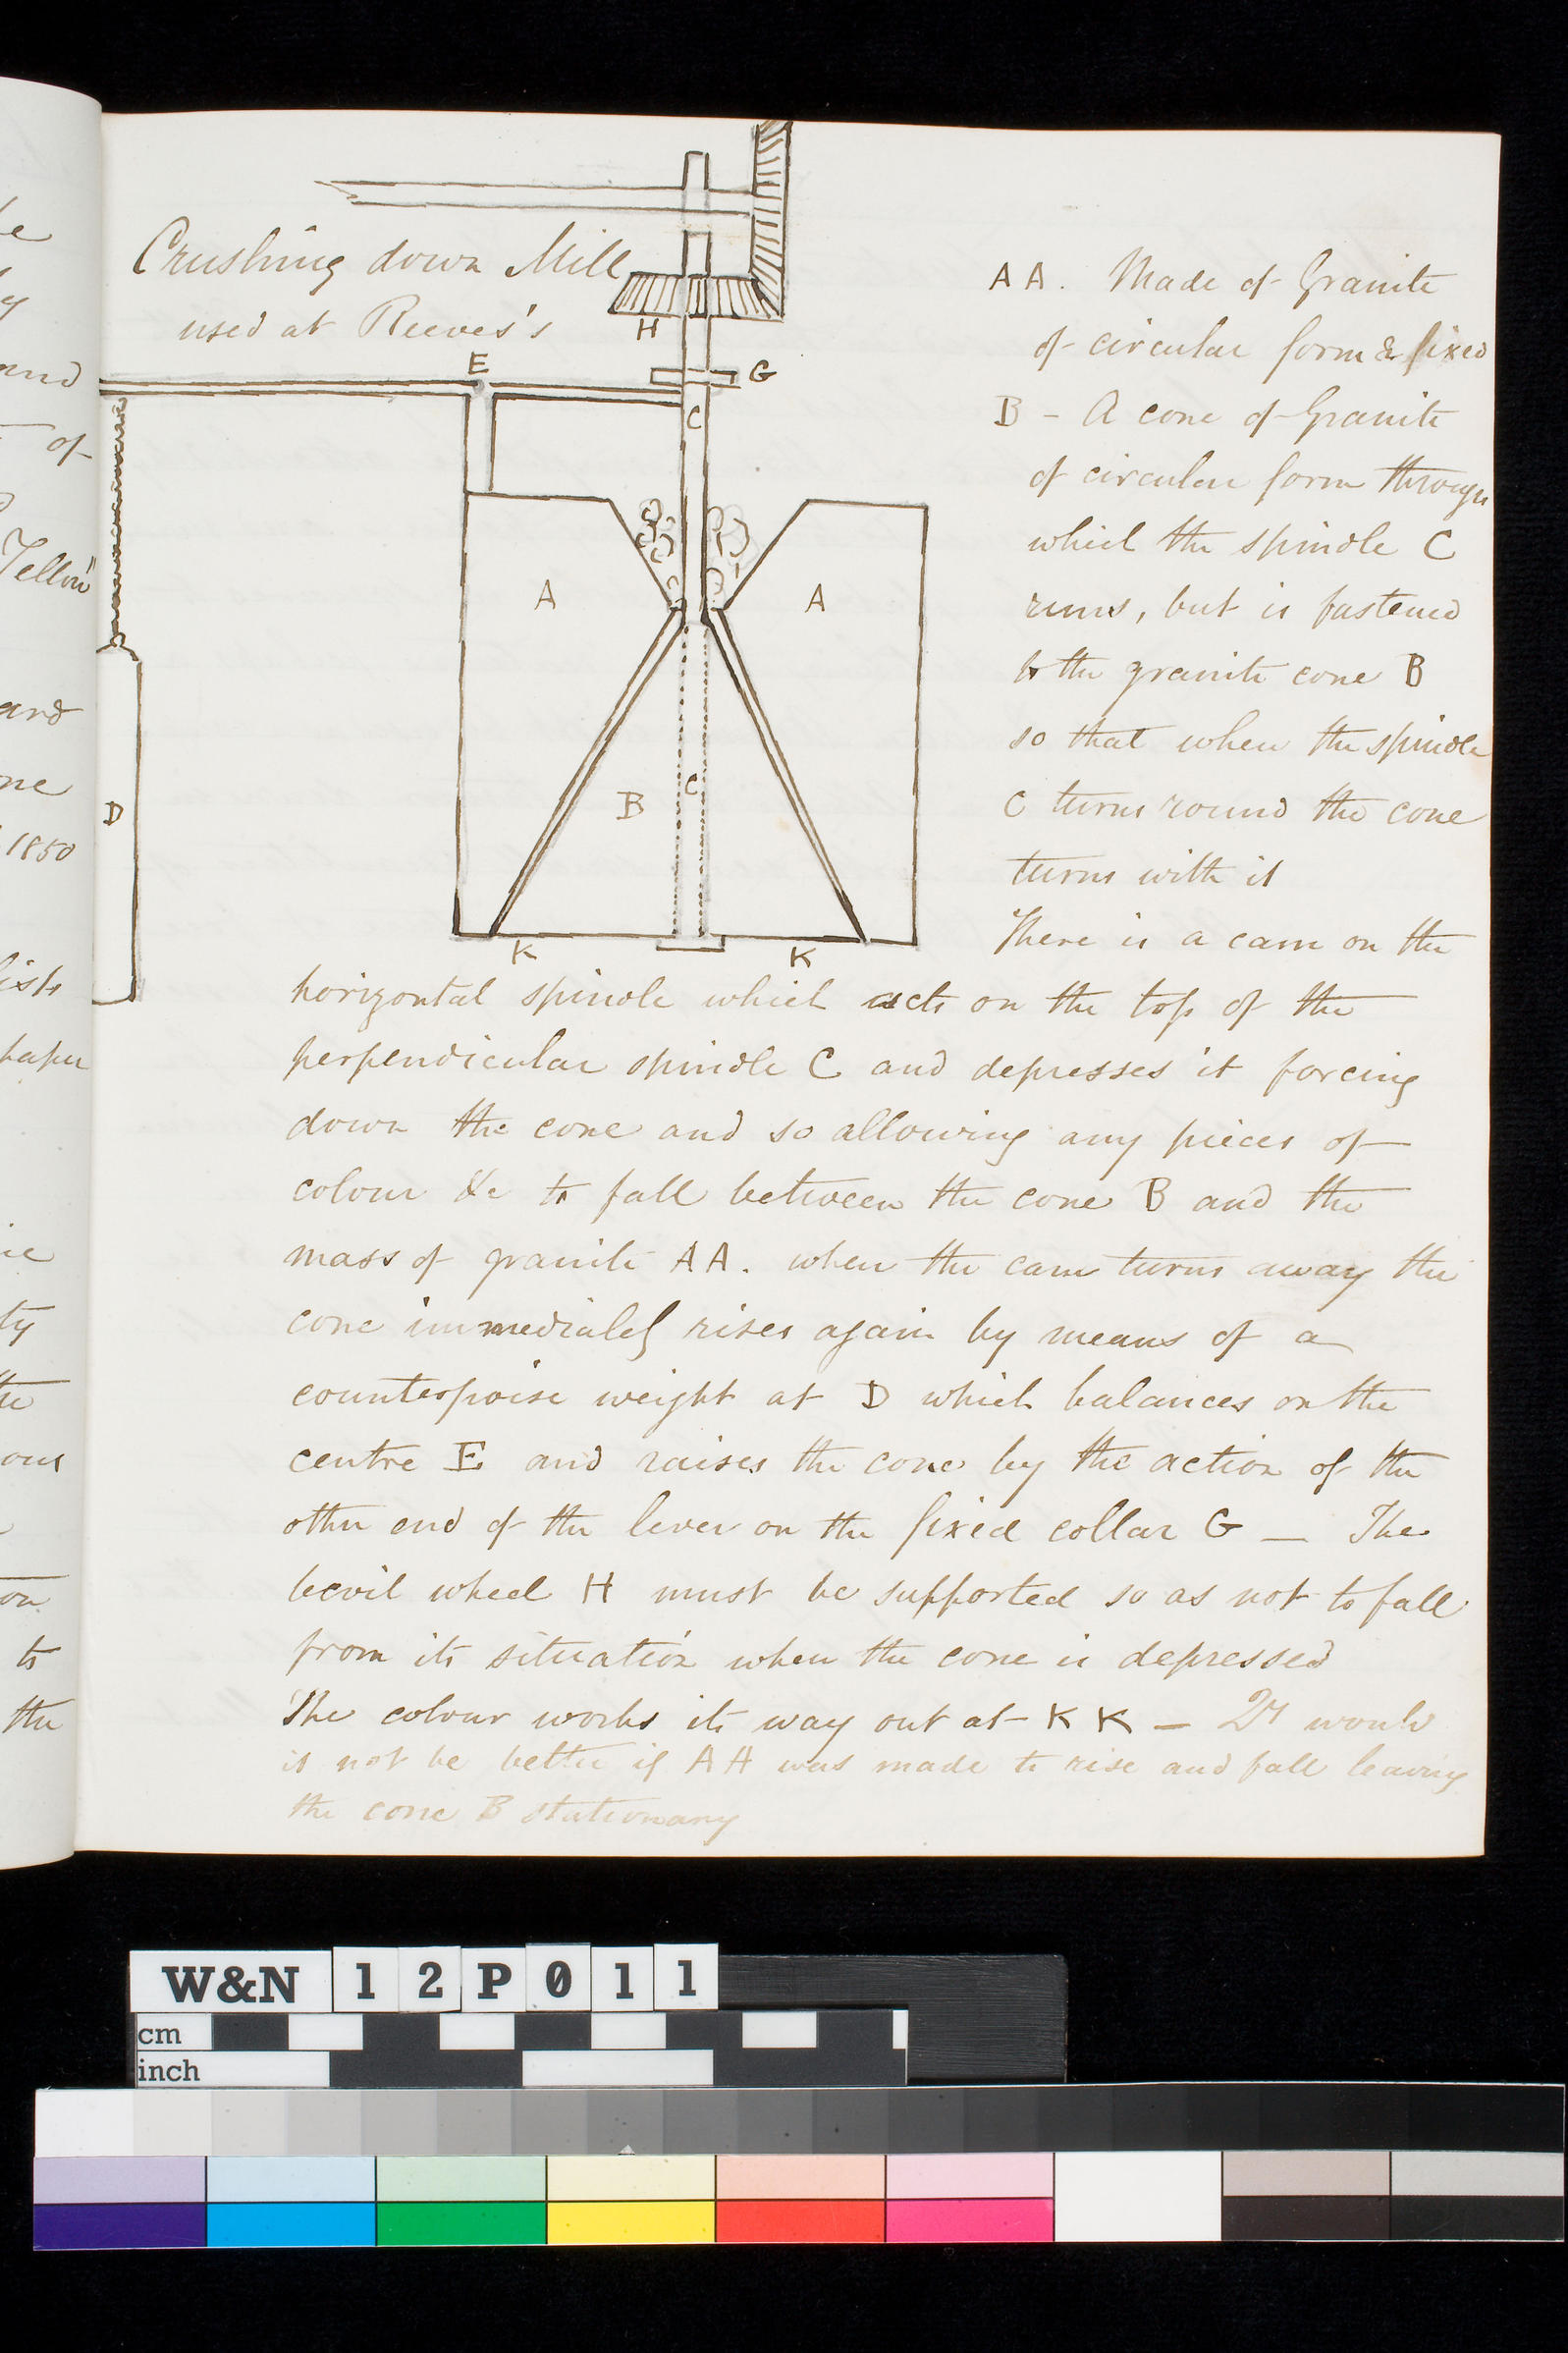 Crushing down Mill
used at Reeves's
H
E
G
C
A
A
D
B
C
K
K
AA. Made of Granite
of circular form & fixed
B - A cone of Granite
of circular form through
which the spindle C
runs, but is fastened
to the granite cone B
so that when the spindle
C turns round the cone
turns with it
There is a cam on the
horizontal spindle which acts on the top of the
perpendicular spindle C and depresses it forcing
down the cone and so allowing any pieces of
colour &c to fall between the cone B and the
mass of granite AA. when the cam turns away the
cone immediately rises again by means of a
counterpoise weight at D which balances on the
centre E and raises the cone by the action of the
other end of the lever on the fixed collar G — The
bevil wheel H must be supported so as not to fall
from its situation when the cone is depressed
The colour works its way out at K K — Qy would
it not be better if AA was made to rise and fall leaving
the cone B stationary
and
of
Yellow
and
1850
paper
ty
the
on
to
the
W&N 12P011
cm
inch